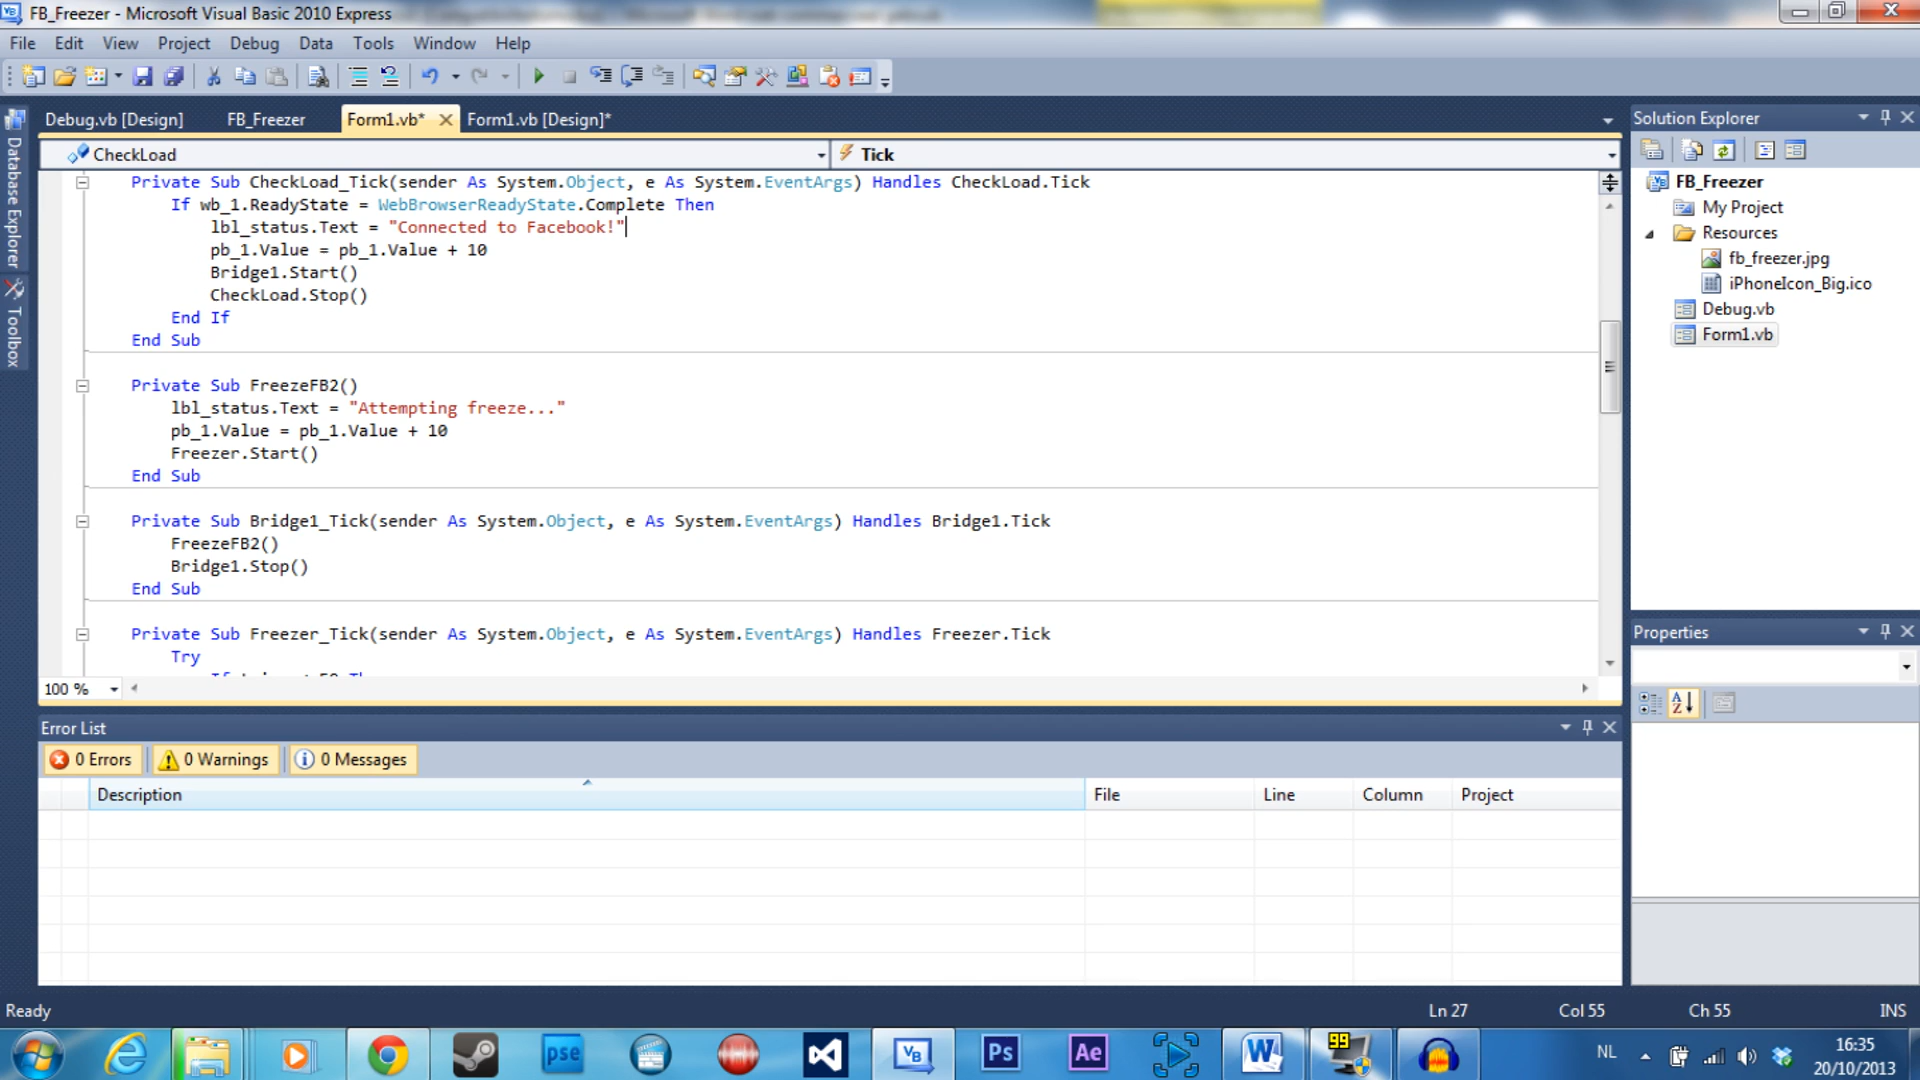 FB_Freezer - Microsoft Visual Basic 2010 Express
File Edit View Project Debug Data Tools Window Help
Debug.vb [Design] FB_Freezer Form1.vb* Form1.vb [Design]*
CheckLoad Tick
Private Sub CheckLoad_Tick(sender As System.Object, e As System.EventArgs) Handles CheckLoad.Tick
If wb_1.ReadyState = WebBrowserReadyState.Complete Then
lbl_status.Text = "Connected to Facebook!"
pb_1.Value = pb_1.Value + 10
Bridge1.Start()
CheckLoad.Stop()
End If
End Sub
Private Sub FreezeFB2()
lbl_status.Text = "Attempting freeze..."
pb_1.Value = pb_1.Value + 10
Freezer.Start()
End Sub
Private Sub Bridge1_Tick(sender As System.Object, e As System.EventArgs) Handles Bridge1.Tick
FreezeFB2()
Bridge1.Stop()
End Sub
Private Sub Freezer_Tick(sender As System.Object, e As System.EventArgs) Handles Freezer.Tick
Try
100 %
Database Explorer
Toolbox
Solution Explorer
FB_Freezer
My Project
Resources
fb_freezer.jpg
iPhoneIcon_Big.ico
Debug.vb
Form1.vb
Properties
Error List
0 Errors 0 Warnings 0 Messages
Description File Line Column Project
Ready Ln 27 Col 55 Ch 55 INS
pse VB Ps Ae W 99 NL
16:35
20/10/2013